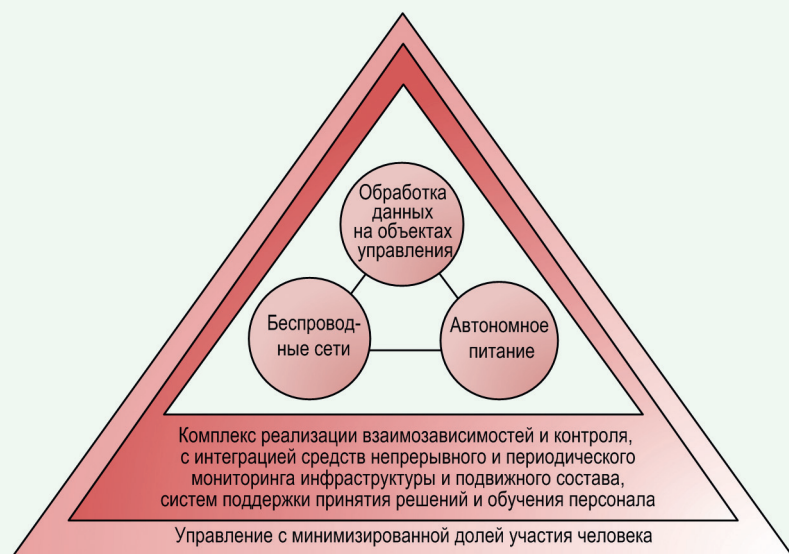 Обработка
данных
на объектах
управления
Беспровод-
ные сети
Автономное
питание
Комплекс реализации взаимозависимостей и контроля,
с интеграцией средств непрерывного и периодического
мониторинга инфраструктуры и подвижного состава,
систем поддержки принятия решений и обучения персонала
Управление с минимизированной долей участия человека